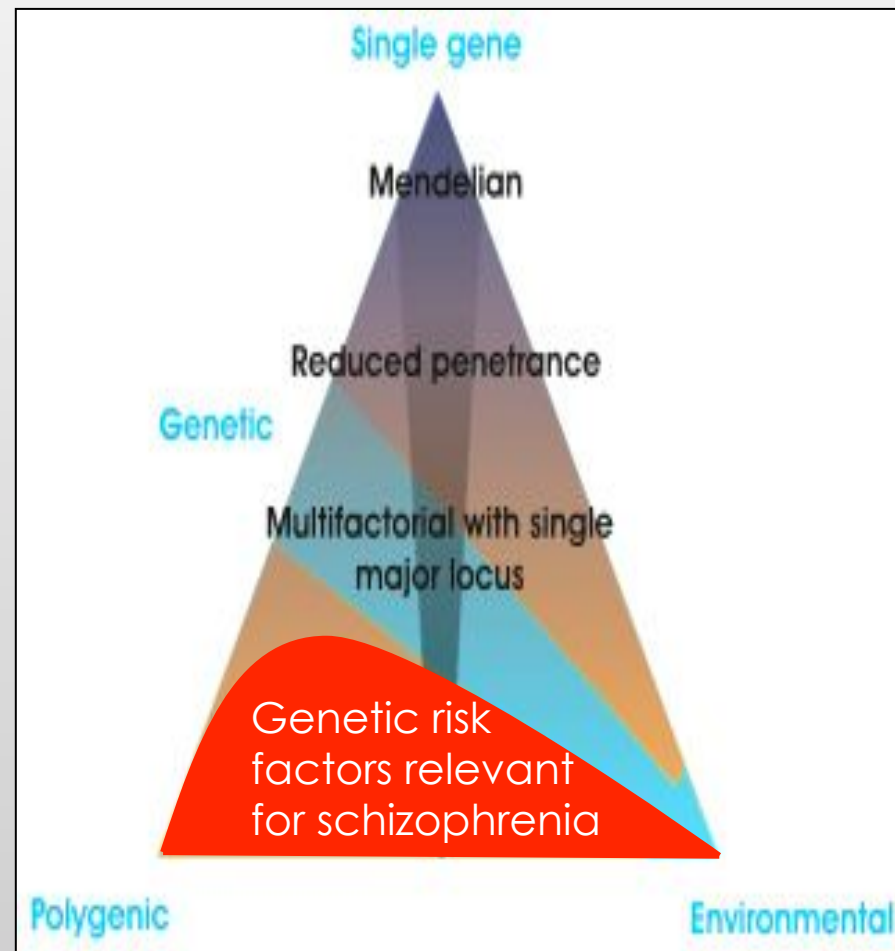 Single gene
Mendelian
Reduced penetrance
Genetic
Multifactorial with single
major locus
Genetic risk
factors relevant
for schizophrenia
Polygenic
Environmental